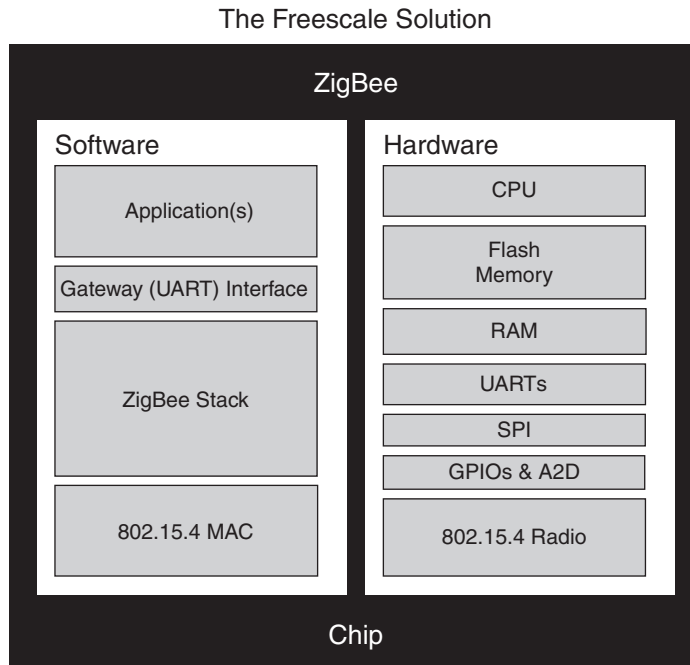 The Freescale Solution
ZigBee
Software
Application(s)
Gateway (UART) Interface
ZigBee Stack
802.15.4 MAC
Hardware
CPU
Flash
Memory
RAM
UARTs
SPI
GPIOs & A2D
802.15.4 Radio
Chip